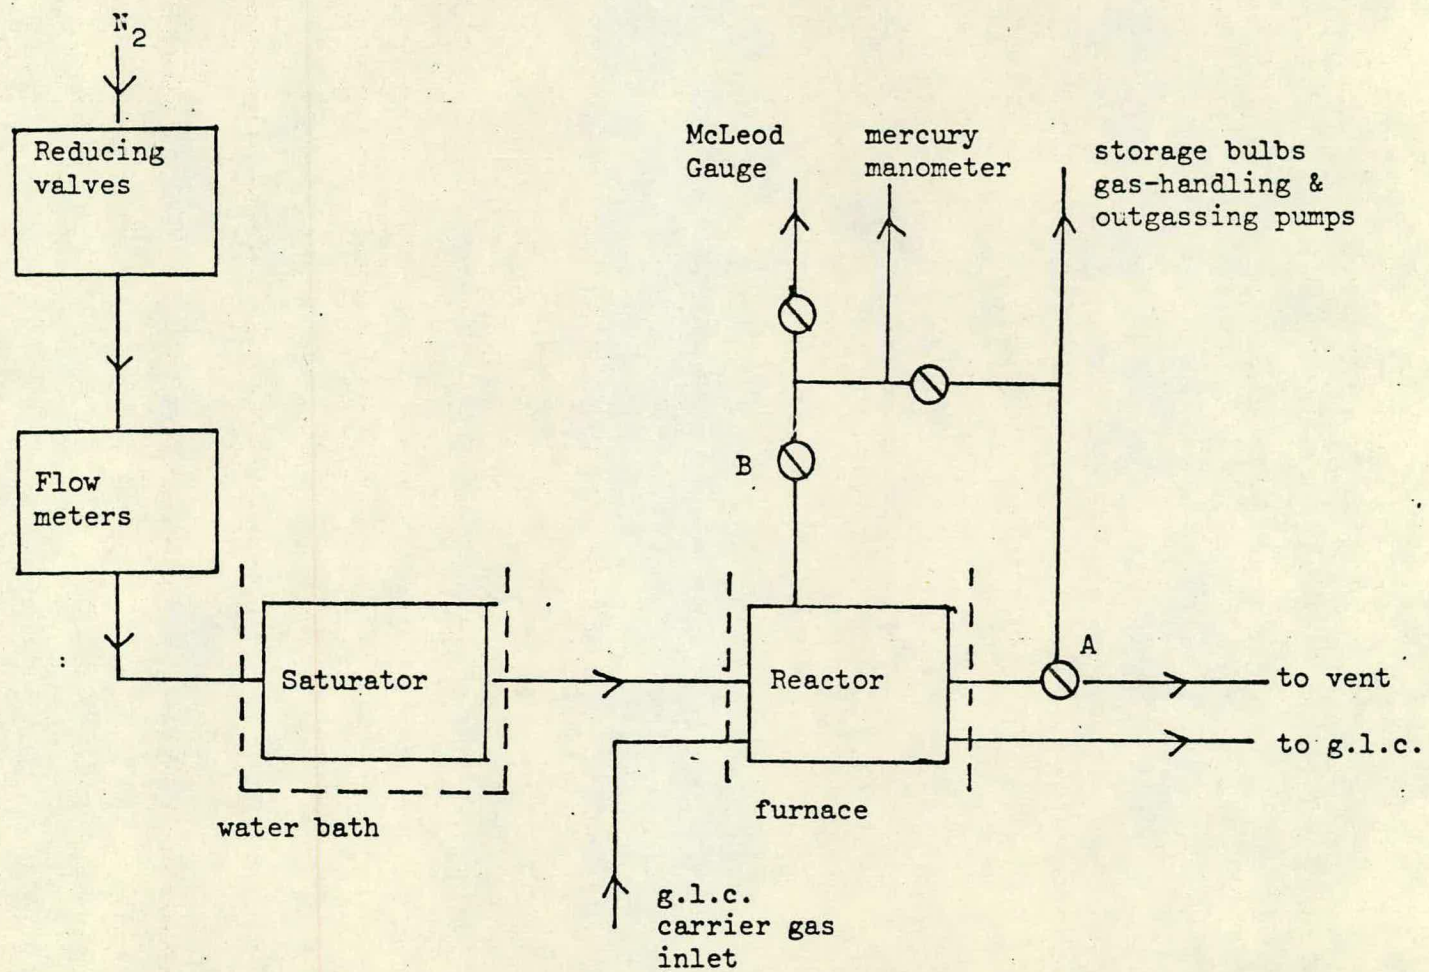 N2
Reducing
valves
McLeod
Gauge
mercury
manometer
storage bulbs
gas-handling &
outgassing pumps
B
Flow
meters
A
Saturator
Reactor
to vent
to g.l.c.
water bath
furnace
g.l.c.
carrier gas
inlet